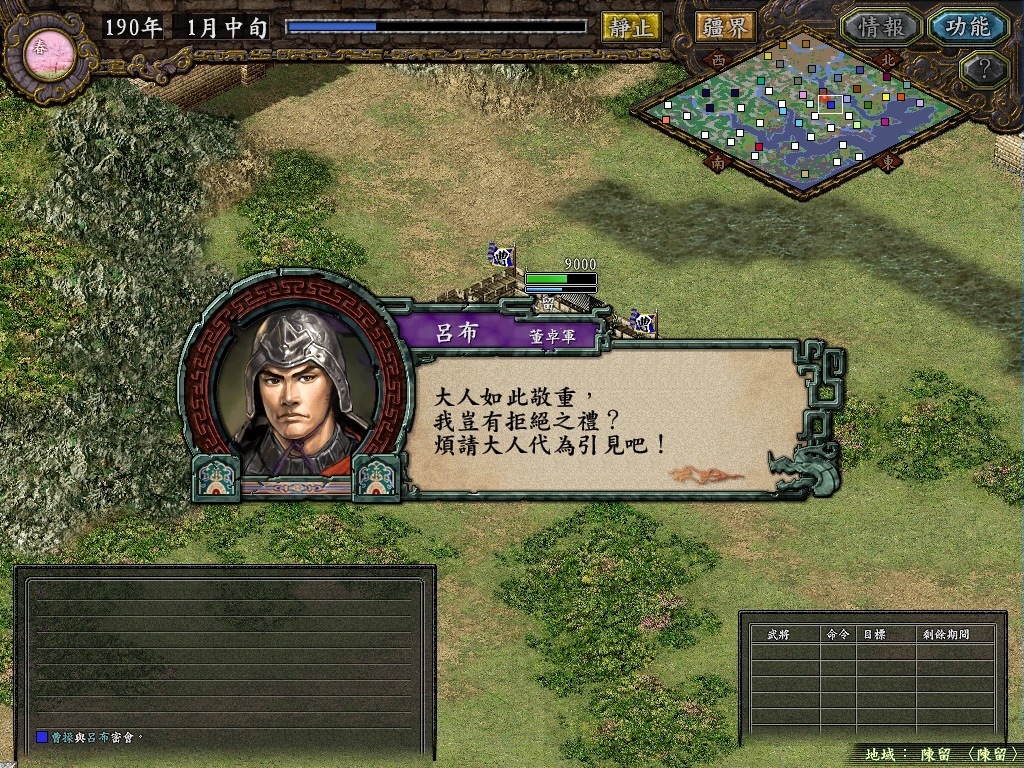 春
190年 1月中旬
靜止
疆界
情報
功能
?
西
北
南
東
9000
留
呂布
董卓軍
大人如此敬重，
我豈有拒絕之禮？
煩請大人代為引見吧！
武將 命令 目標 剩餘期間
曹操與呂布密會。
地域： 陳留 〈陳留〉